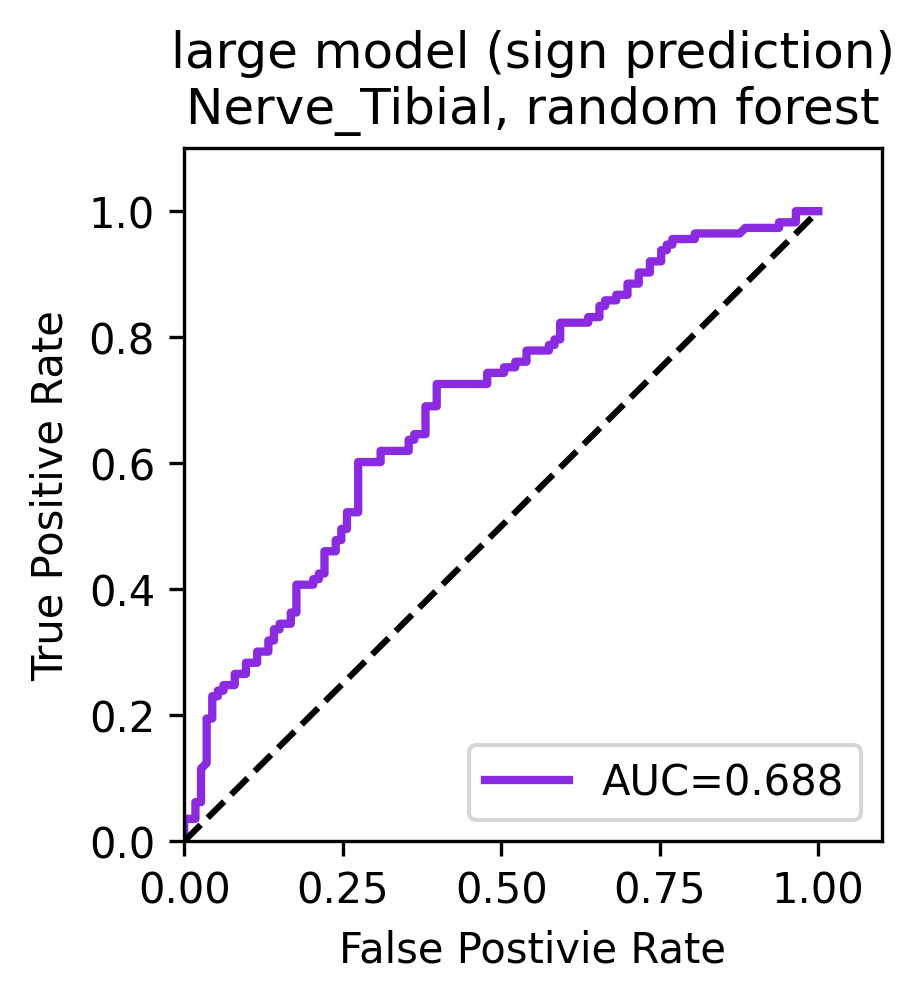 large model (sign prediction)
Nerve_Tibial, random forest
1.0
0.8
0.6
0.4
0.2
0.0
True Positive Rate
AUC=0.688
0.00 0.25 0.50 0.75 1.00
False Postivie Rate